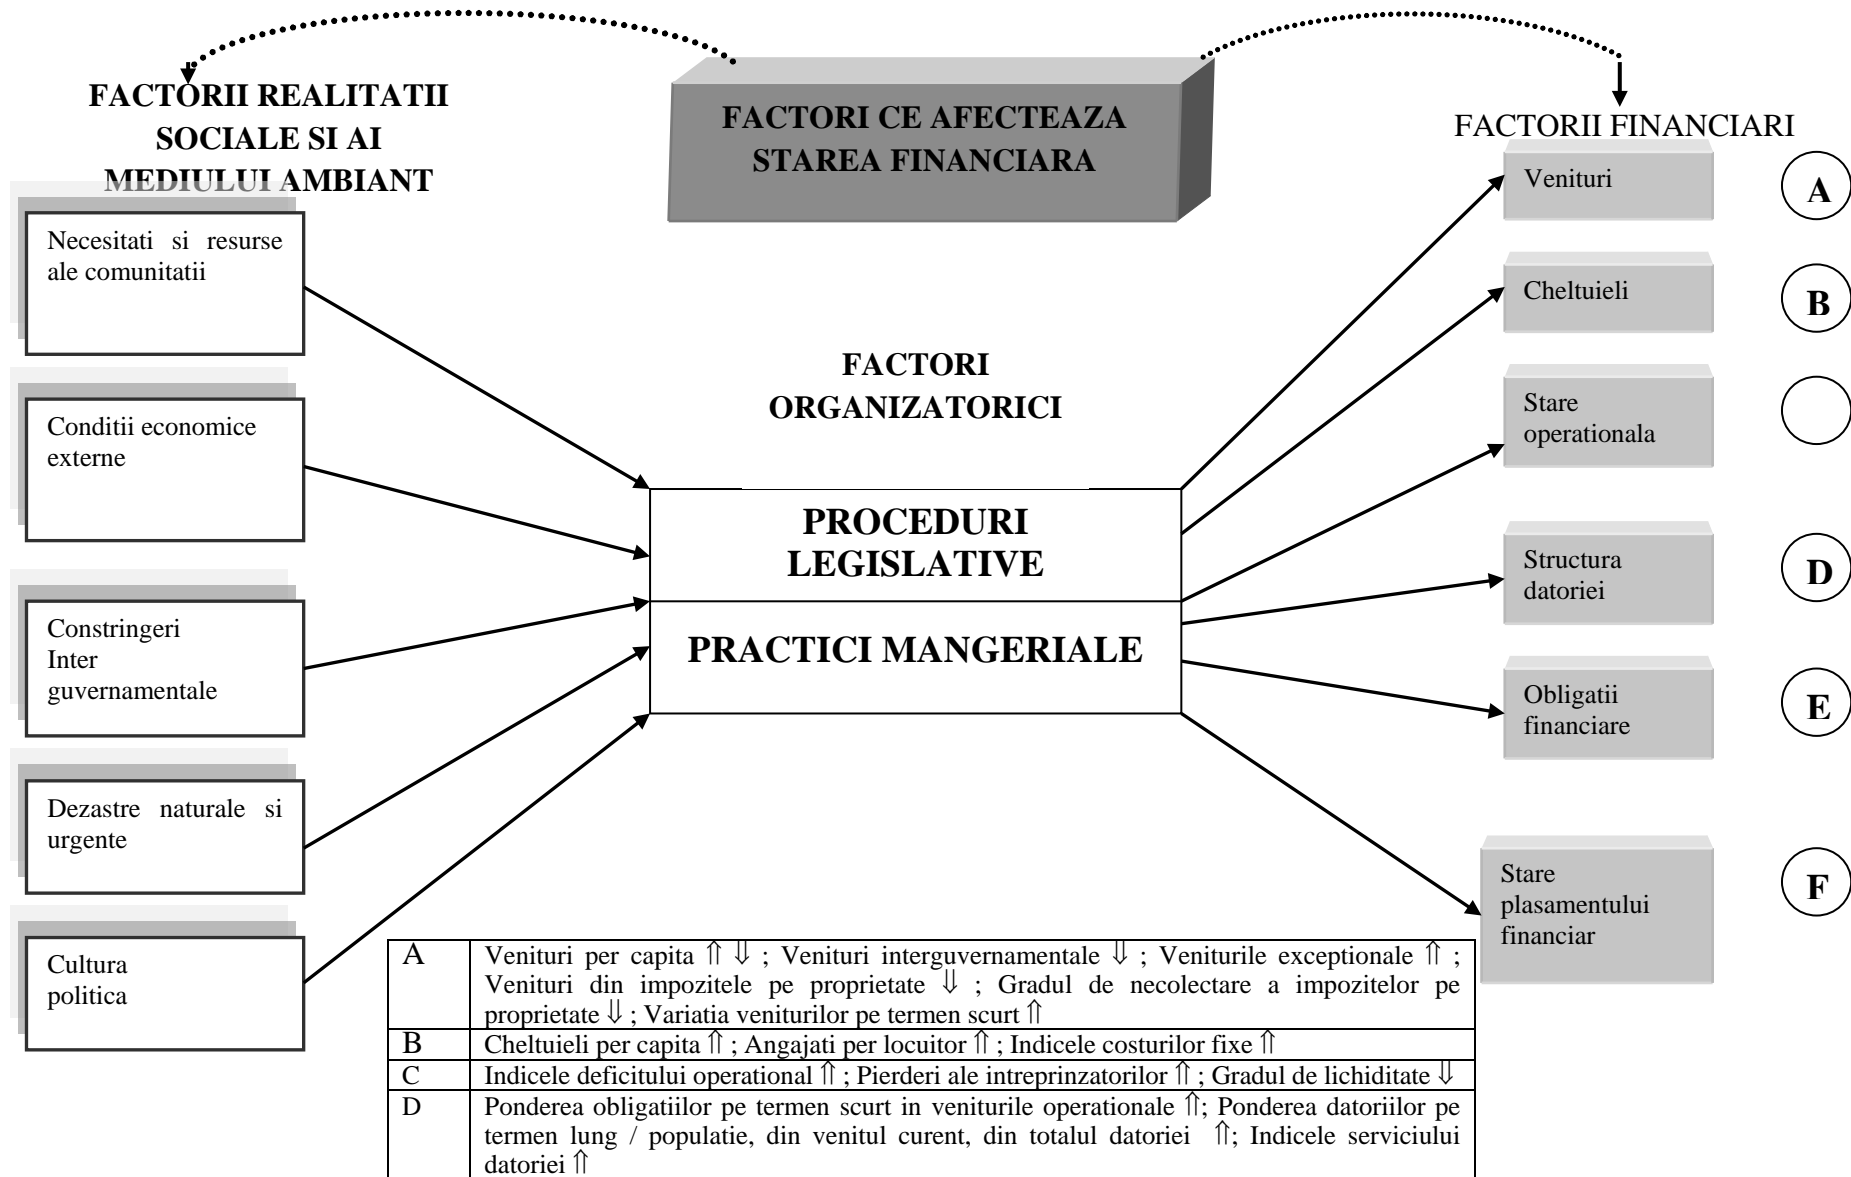 FACTORII REALITATII
SOCIALE SI AI
MEDIULUI AMBIANT
FACTORI CE AFECTEAZA
STAREA FINANCIARA
FACTORII FINANCIARI
Necesitati si resurse
ale comunitatii
Conditii economice
externe
Constringeri
Inter
guvernamentale
Dezastre naturale si
urgente
Cultura
politica
FACTORI
ORGANIZATORICI
PROCEDURI
LEGISLATIVE
PRACTICI MANGERIALE
Venituri
A
Cheltuieli
B
Stare
operationala
Structura
datoriei
D
Obligatii
financiare
E
Stare
plasamentului
financiar
F
A Venituri per capita ⇑ ⇓ ; Venituri interguvernamentale ⇓ ; Veniturile exceptionale ⇑ ;
Venituri din impozitele pe proprietate ⇓ ; Gradul de necolectare a impozitelor pe
proprietate ⇓ ; Variatia veniturilor pe termen scurt ⇑
B Cheltuieli per capita ⇑ ; Angajati per locuitor ⇑ ; Indicele costurilor fixe ⇑
C Indicele deficitului operational ⇑ ; Pierderi ale intreprinzatorilor ⇑ ; Gradul de lichiditate ⇓
D Ponderea obligatiilor pe termen scurt in veniturile operationale ⇑; Ponderea datoriilor pe
termen lung / populatie, din venitul curent, din totalul datoriei ⇑; Indicele serviciului
datoriei ⇑